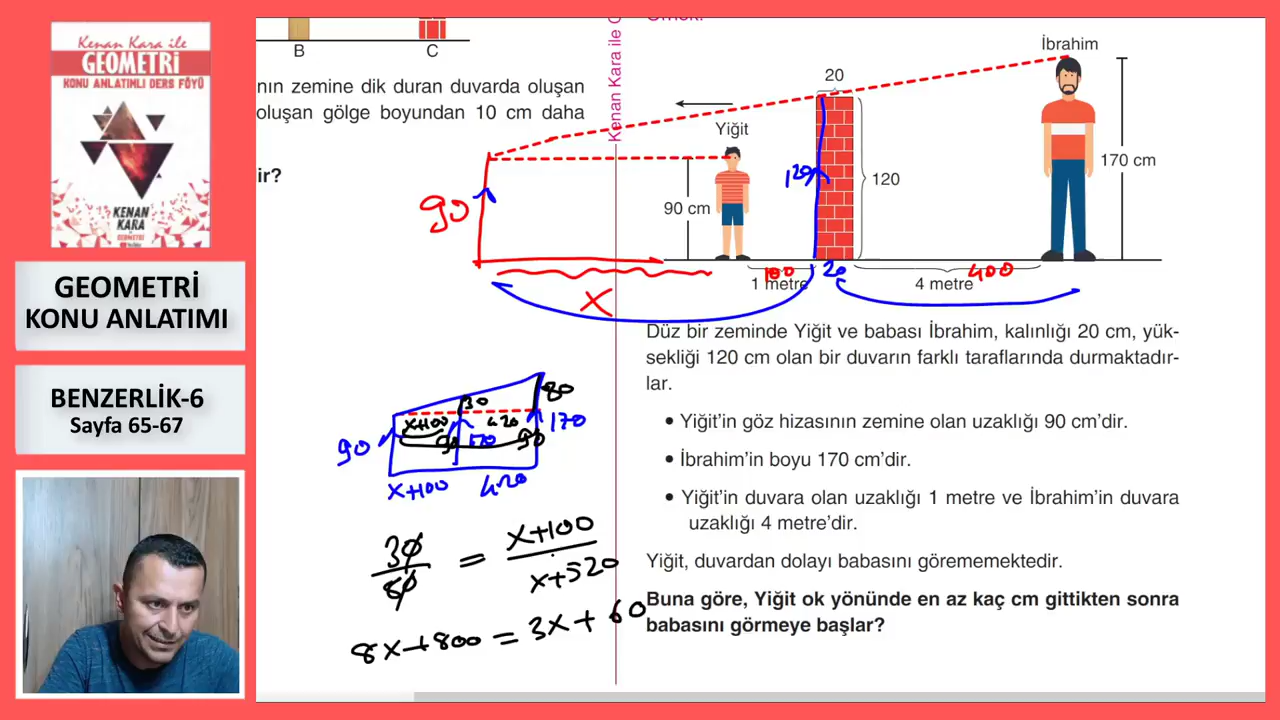 Kenan Kara ile
GEOMETRİ
KONU ANLATIMLI DERS FÖYÜ
KENAN
KARA
GEOMETRİ
KONU ANLATIMI
BENZERLİK-6
Sayfa 65-67
B
C
nın zemine dik duran duvarda oluşan
oluşan gölge boyundan 10 cm daha
ir?
Kenan Kara ile
İbrahim
20
Yiğit
170 cm
120
120
90 cm
90
100
20
400
1 metre
4 metre
x
Düz bir zeminde Yiğit ve babası İbrahim, kalınlığı 20 cm, yük-
sekliği 120 cm olan bir duvarın farklı taraflarında durmaktadır-
lar.
• Yiğit'in göz hizasının zemine olan uzaklığı 90 cm'dir.
• İbrahim'in boyu 170 cm'dir.
• Yiğit'in duvara olan uzaklığı 1 metre ve İbrahim'in duvara
uzaklığı 4 metre'dir.
Yiğit, duvardan dolayı babasını görememektedir.
Buna göre, Yiğit ok yönünde en az kaç cm gittikten sonra
babasını görmeye başlar?
30
80
x+100
420
90
90
170
90
x+100
420
30/80 = x+100/x+520
8x+800 = 3x+60